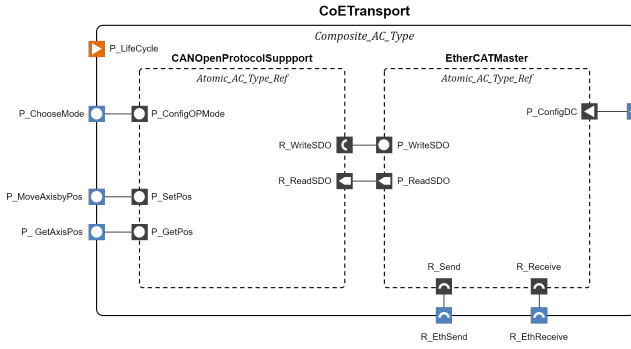 CoETransport
Composite_AC_Type
P_LifeCycle
CANOpenProtocolSuppport
EtherCATMaster
Atomic_AC_Type_Ref
Atomic_AC_Type_Ref
P_ChooseMode
P_ConfigOPMode
P_ConfigDC
R_WriteSDO
P_WriteSDO
R_ReadSDO
P_ReadSDO
P_MoveAxisbyPos
P_SetPos
P_ GetAxisPos
P_GetPos
R_Send
R_Receive
R_EthSend
R_EthReceive